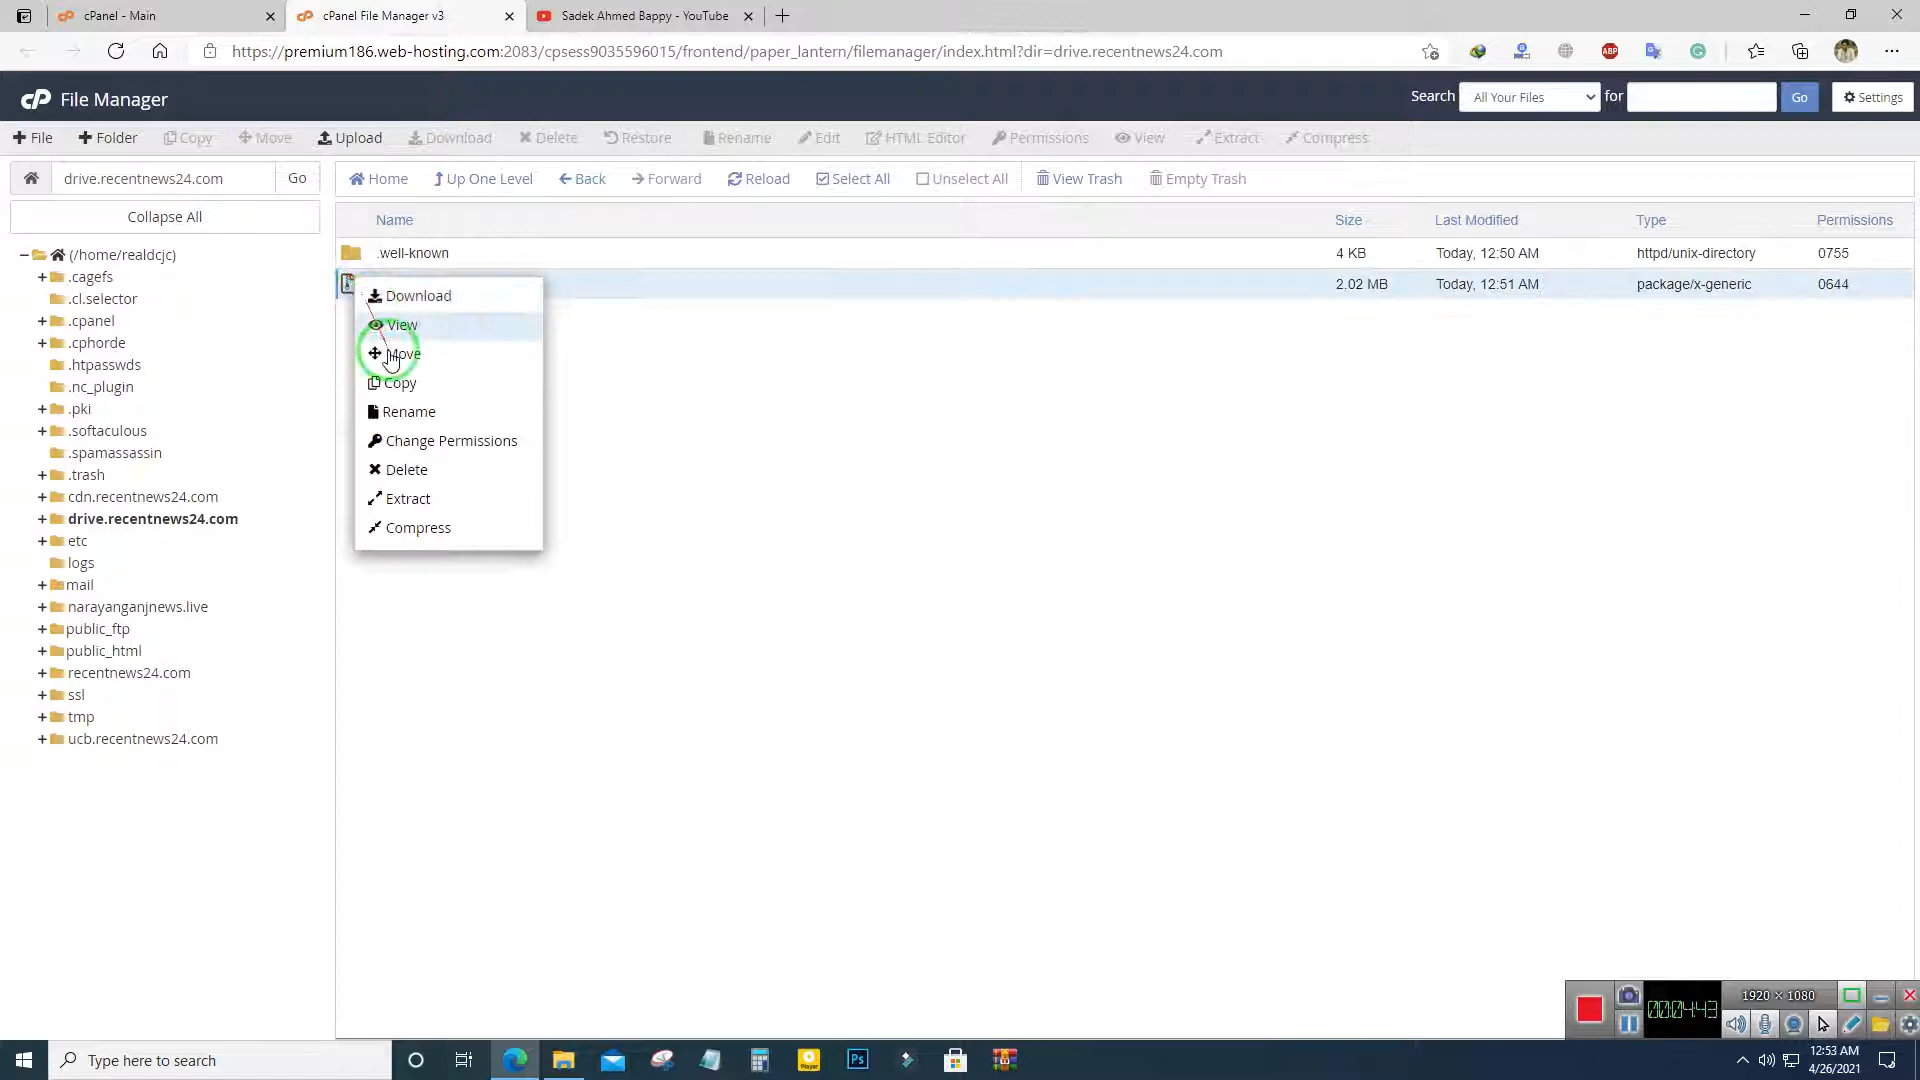 cPanel - Main
cPanel File Manager v3
Sadek Ahmed Bappy - YouTube
https://premium186.web-hosting.com:2083/cpsess9035596015/frontend/paper_lantern/filemanager/index.html?dir=drive.recentnews24.com
ABP
cP File Manager
Search All Your Files for Go Settings
File Folder Copy Move Upload Download Delete Restore Rename Edit HTML Editor Permissions View Extract Compress
drive.recentnews24.com Go
Home Up One Level Back Forward Reload Select All Unselect All View Trash Empty Trash
Collapse All
Name Size Last Modified Type Permissions
.well-known 4 KB Today, 12:50 AM httpd/unix-directory 0755
2.02 MB Today, 12:51 AM package/x-generic 0644
Download
View
Move
Copy
Rename
Change Permissions
Delete
Extract
Compress
(/home/realdcjc)
.cagefs
.cl.selector
.cpanel
.cphorde
.htpasswds
.nc_plugin
.pki
.softaculous
.spamassassin
.trash
cdn.recentnews24.com
drive.recentnews24.com
etc
logs
mail
narayanganjnews.live
public_ftp
public_html
recentnews24.com
ssl
tmp
ucb.recentnews24.com
1920 × 1080
00:04:43
Type here to search
Ps
12:53 AM
4/26/2021